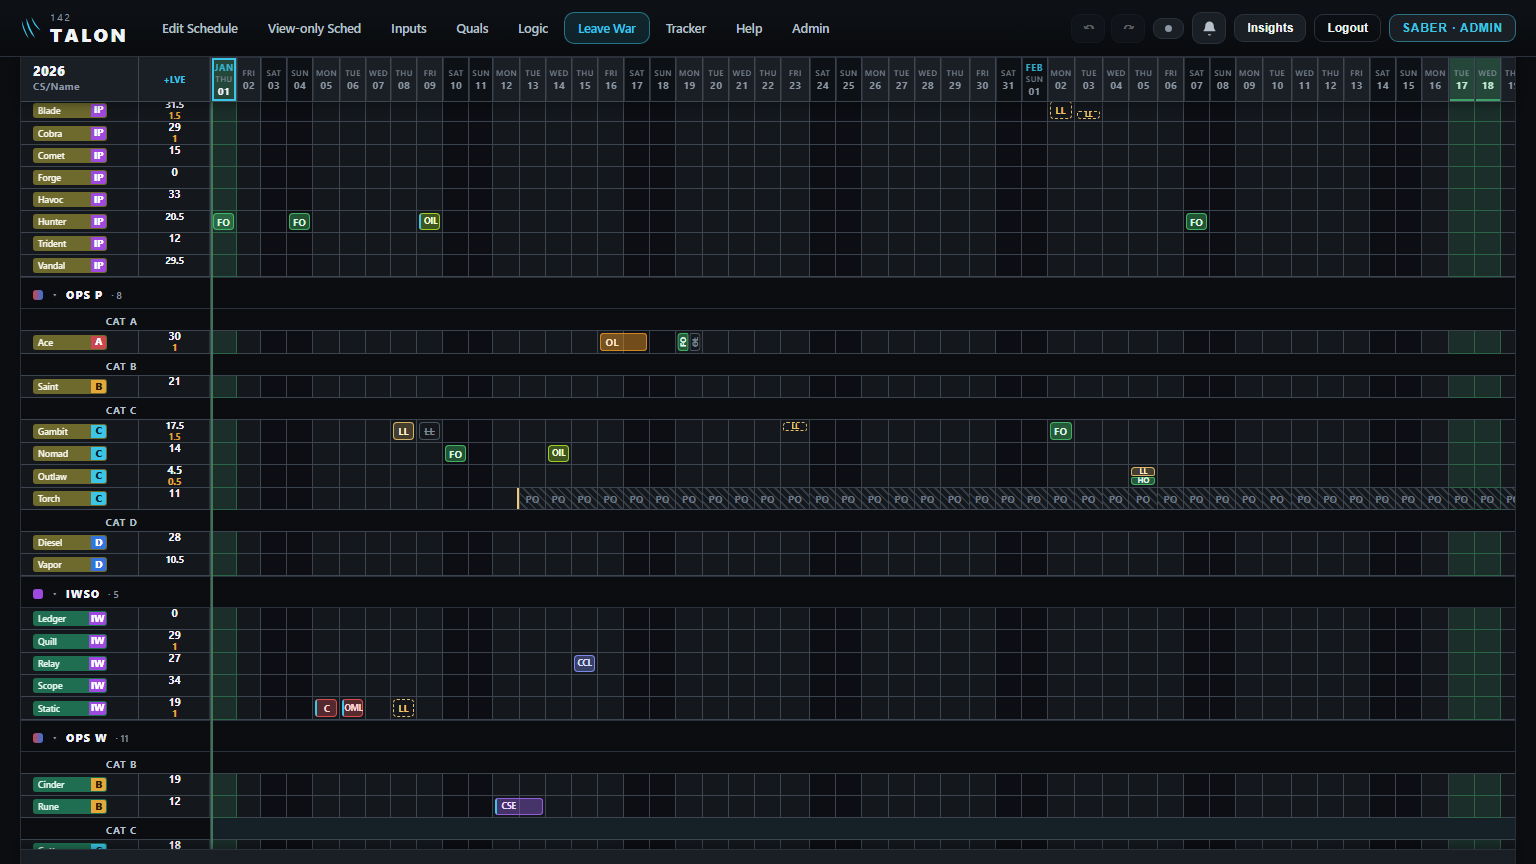 142
TALON
Edit Schedule
View-only Sched
Inputs
Quals
Logic
Leave War
Tracker
Help
Admin
Insights
Logout
SABER · ADMIN
2026
CS/Name
+LVE
JAN THU 01
FRI 02
SAT 03
SUN 04
MON 05
TUE 06
WED 07
THU 08
FRI 09
SAT 10
SUN 11
MON 12
TUE 13
WED 14
THU 15
FRI 16
SAT 17
SUN 18
MON 19
TUE 20
WED 21
THU 22
FRI 23
SAT 24
SUN 25
MON 26
TUE 27
WED 28
THU 29
FRI 30
SAT 31
FEB SUN 01
MON 02
TUE 03
WED 04
THU 05
FRI 06
SAT 07
SUN 08
MON 09
TUE 10
WED 11
THU 12
FRI 13
SAT 14
SUN 15
MON 16
TUE 17
WED 18
Blade IP 31.5 1.5 LL LL
Cobra IP 29 1
Comet IP 15
Forge IP 0
Havoc IP 33
Hunter IP 20.5 FO FO OIL FO
Trident IP 12
Vandal IP 29.5
· OPS P · 8
CAT A
Ace A 30 1 OL FO
CAT B
Saint B 21
CAT C
Gambit C 17.5 1.5 LL LL LL FO
Nomad C 14 FO OIL
Outlaw C 4.5 0.5 LL HO
Torch C 11 PO PO PO PO PO PO PO PO PO PO PO PO PO PO PO PO PO PO PO PO PO PO PO PO PO PO PO PO PO PO PO PO PO PO PO PO PO
CAT D
Diesel D 28
Vapor D 10.5
· IWSO · 5
Ledger IW 0
Quill IW 29 1
Relay IW 27 CCL
Scope IW 34
Static IW 19 1 C OML LL
· OPS W · 11
CAT B
Cinder B 19
Rune B 12 CSE
CAT C
18